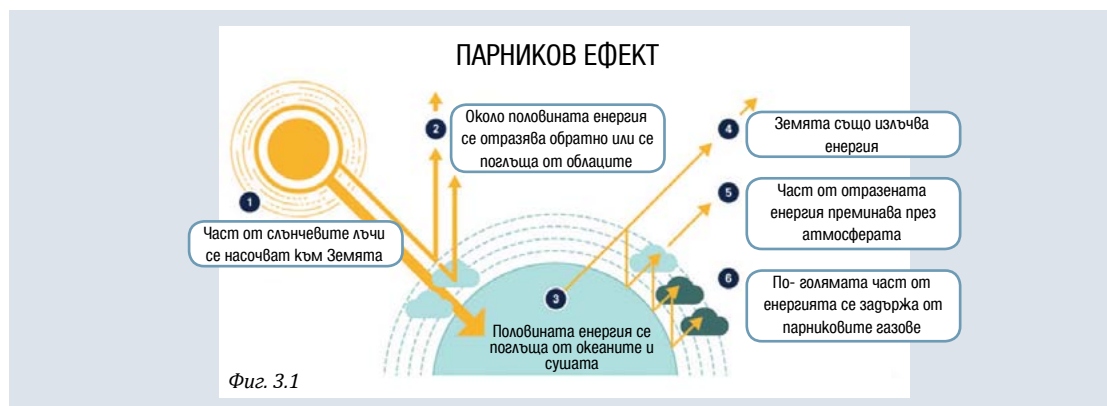 ПАРНИКОВ ЕФЕКТ
1
Част от слънчевите лъчи
се насочват към Земята
2
Около половината енергия
се отразява обратно или се
поглъща от облаците
3
Половината енергия се
поглъща от океаните и
сушата
4
Земята също излъчва
енергия
5
Част от отразената
енергия преминава през
атмосферата
6
По- голямата част от
енергията се задържа от
парниковите газове
Фиг. 3.1